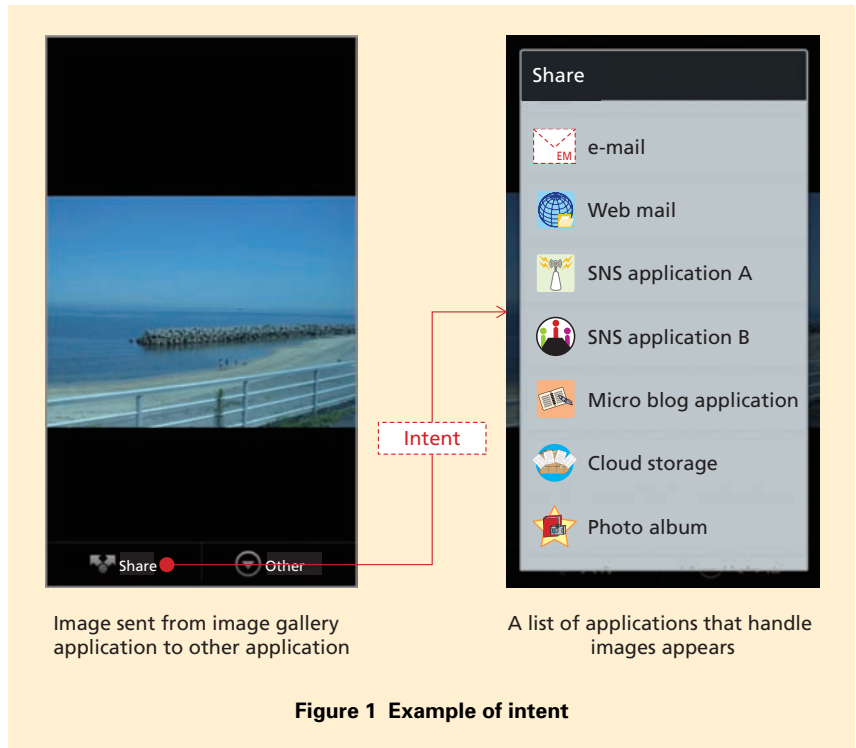 Share
Other
Intent
Share
EM
e-mail
Web mail
SNS application A
SNS application B
Micro blog application
Cloud storage
Photo album
Image sent from image gallery
application to other application
A list of applications that handle
images appears
Figure 1 Example of intent